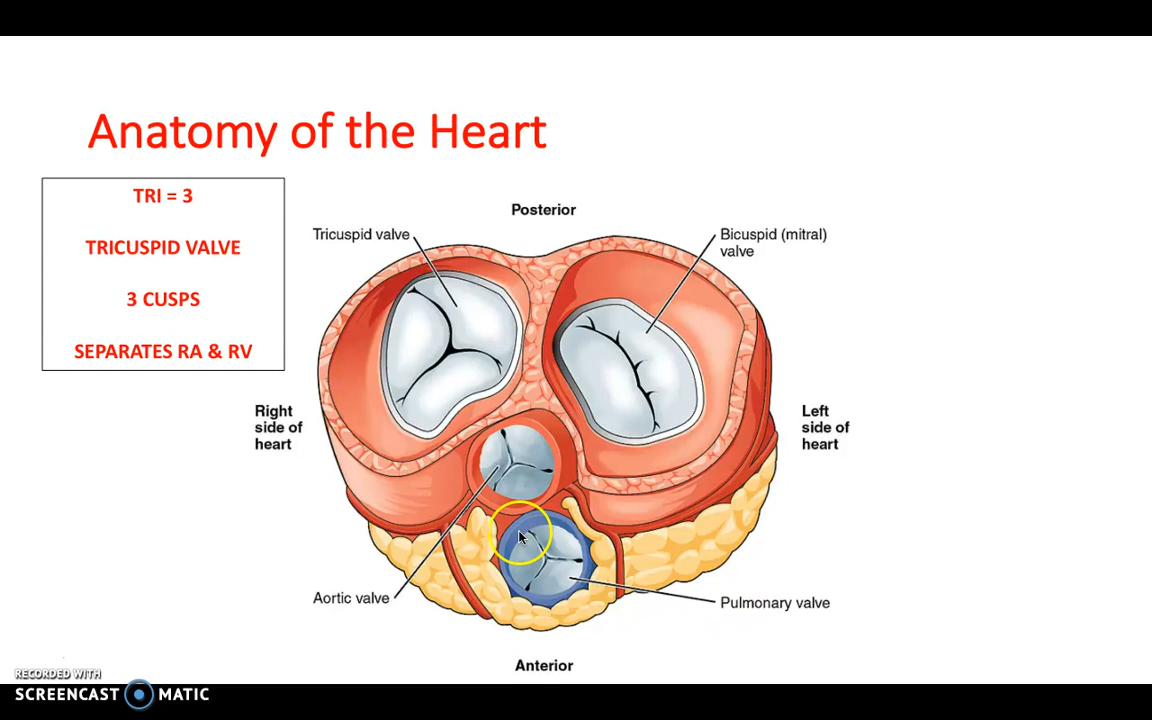 Anatomy of the Heart
TRI = 3
TRICUSPID VALVE
3 CUSPS
SEPARATES RA & RV
Posterior
Tricuspid valve
Bicuspid (mitral)
valve
Right
side of
heart
Left
side of
heart
Aortic valve
Pulmonary valve
Anterior
RECORDED WITH
SCREENCAST MATIC